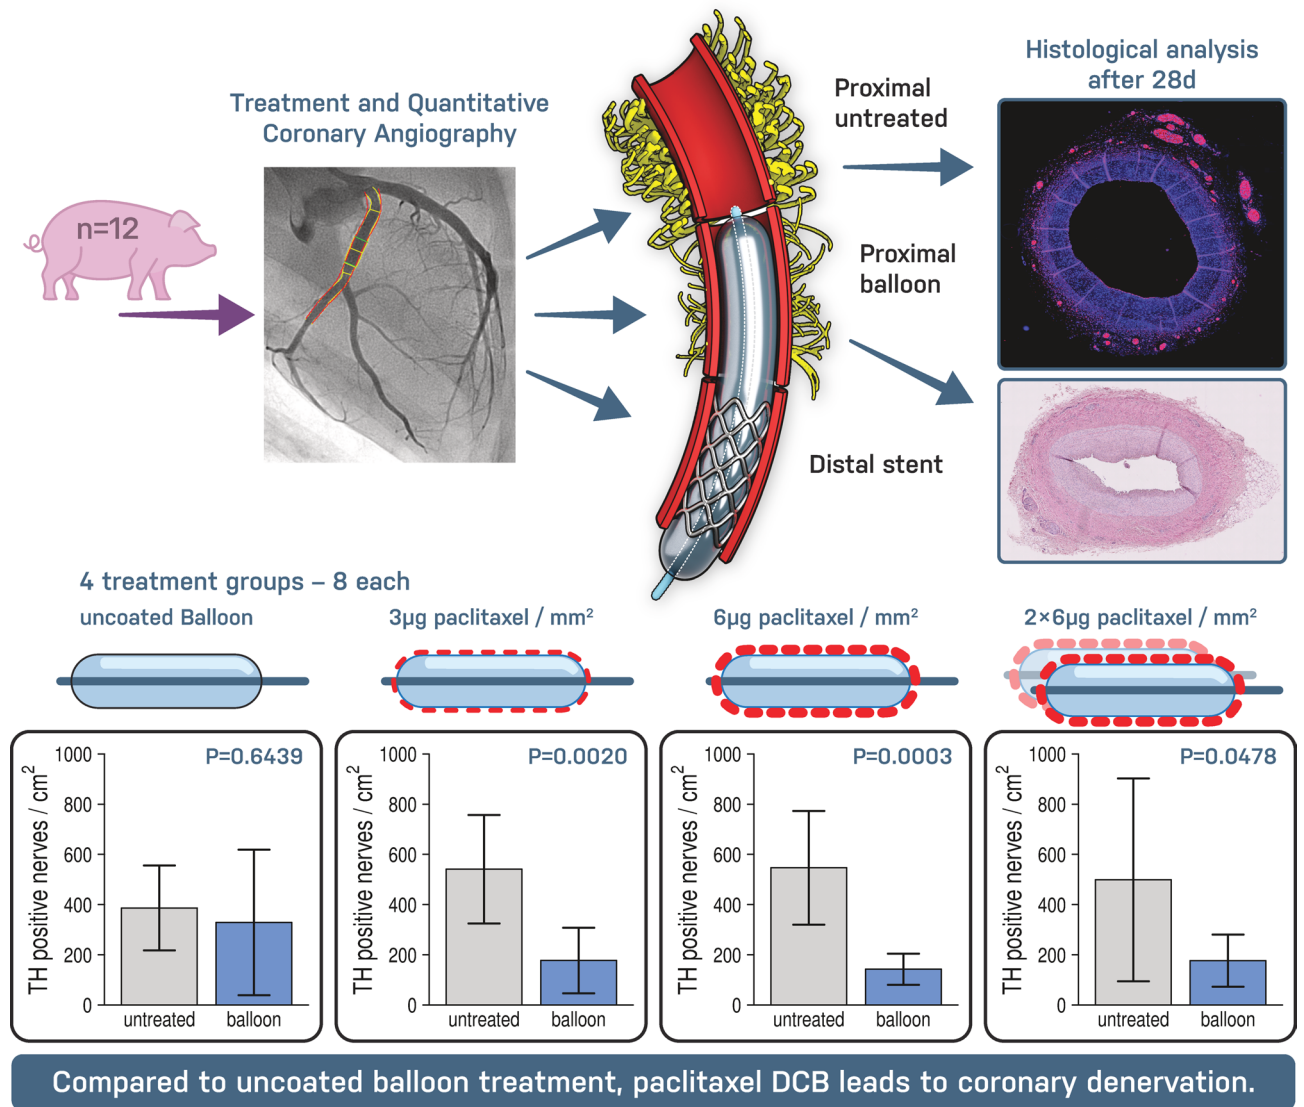 Treatment and Quantitative
Coronary Angiography
n=12
Proximal
untreated
Proximal
balloon
Distal stent
Histological analysis
after 28d
4 treatment groups – 8 each
uncoated Balloon
3µg paclitaxel / mm²
6µg paclitaxel / mm²
2×6µg paclitaxel / mm²
P=0.6439
TH positive nerves / cm²
1000
800
600
400
200
0
untreated balloon
P=0.0020
TH positive nerves / cm²
1000
800
600
400
200
0
untreated balloon
P=0.0003
TH positive nerves / cm²
1000
800
600
400
200
0
untreated balloon
P=0.0478
TH positive nerves / cm²
1000
800
600
400
200
0
untreated balloon
Compared to uncoated balloon treatment, paclitaxel DCB leads to coronary denervation.